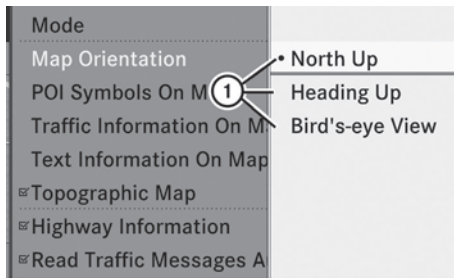 Mode
Map Orientation
POI Symbols On M
Traffic Information On M
Text Information On Map
Topographic Map
Highway Information
Read Traffic Messages A
1
• North Up
Heading Up
Bird's-eye View